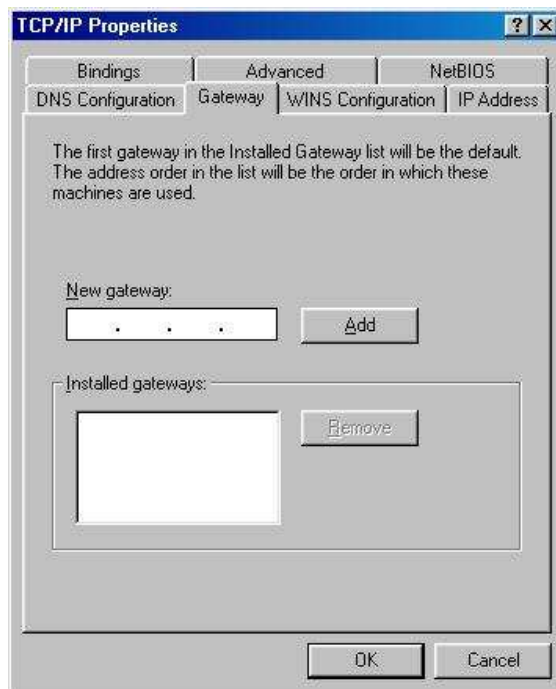 TCP/IP Properties
? ×
Bindings Advanced NetBIOS
DNS Configuration Gateway WINS Configuration IP Address
The first gateway in the Installed Gateway list will be the default.
The address order in the list will be the order in which these
machines are used.
New gateway:
. . .
Add
Installed gateways:
Remove
OK Cancel